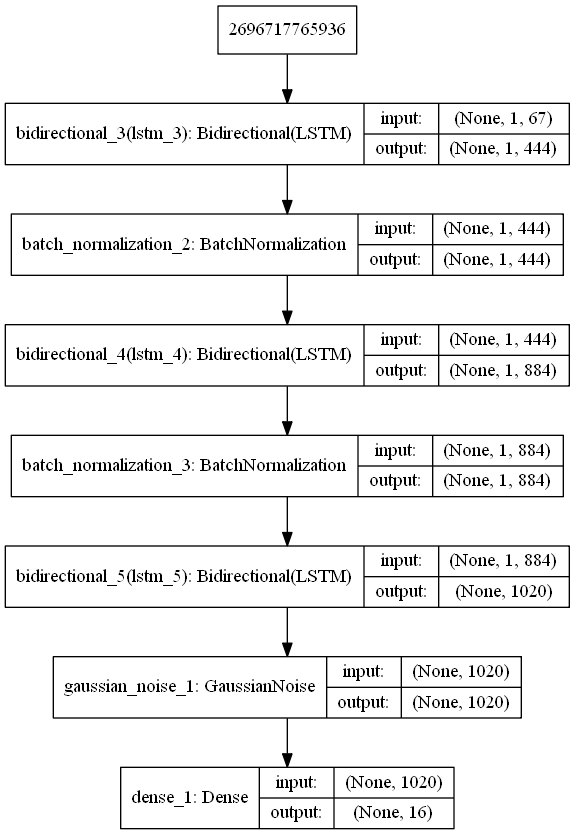 2696717765936
bidirectional_3(lstm_3): Bidirectional(LSTM)
input: (None, 1, 67)
output: (None, 1, 444)
batch_normalization_2: BatchNormalization
input: (None, 1, 444)
output: (None, 1, 444)
bidirectional_4(lstm_4): Bidirectional(LSTM)
input: (None, 1, 444)
output: (None, 1, 884)
batch_normalization_3: BatchNormalization
input: (None, 1, 884)
output: (None, 1, 884)
bidirectional_5(lstm_5): Bidirectional(LSTM)
input: (None, 1, 884)
output: (None, 1020)
gaussian_noise_1: GaussianNoise
input: (None, 1020)
output: (None, 1020)
dense_1: Dense
input: (None, 1020)
output: (None, 16)